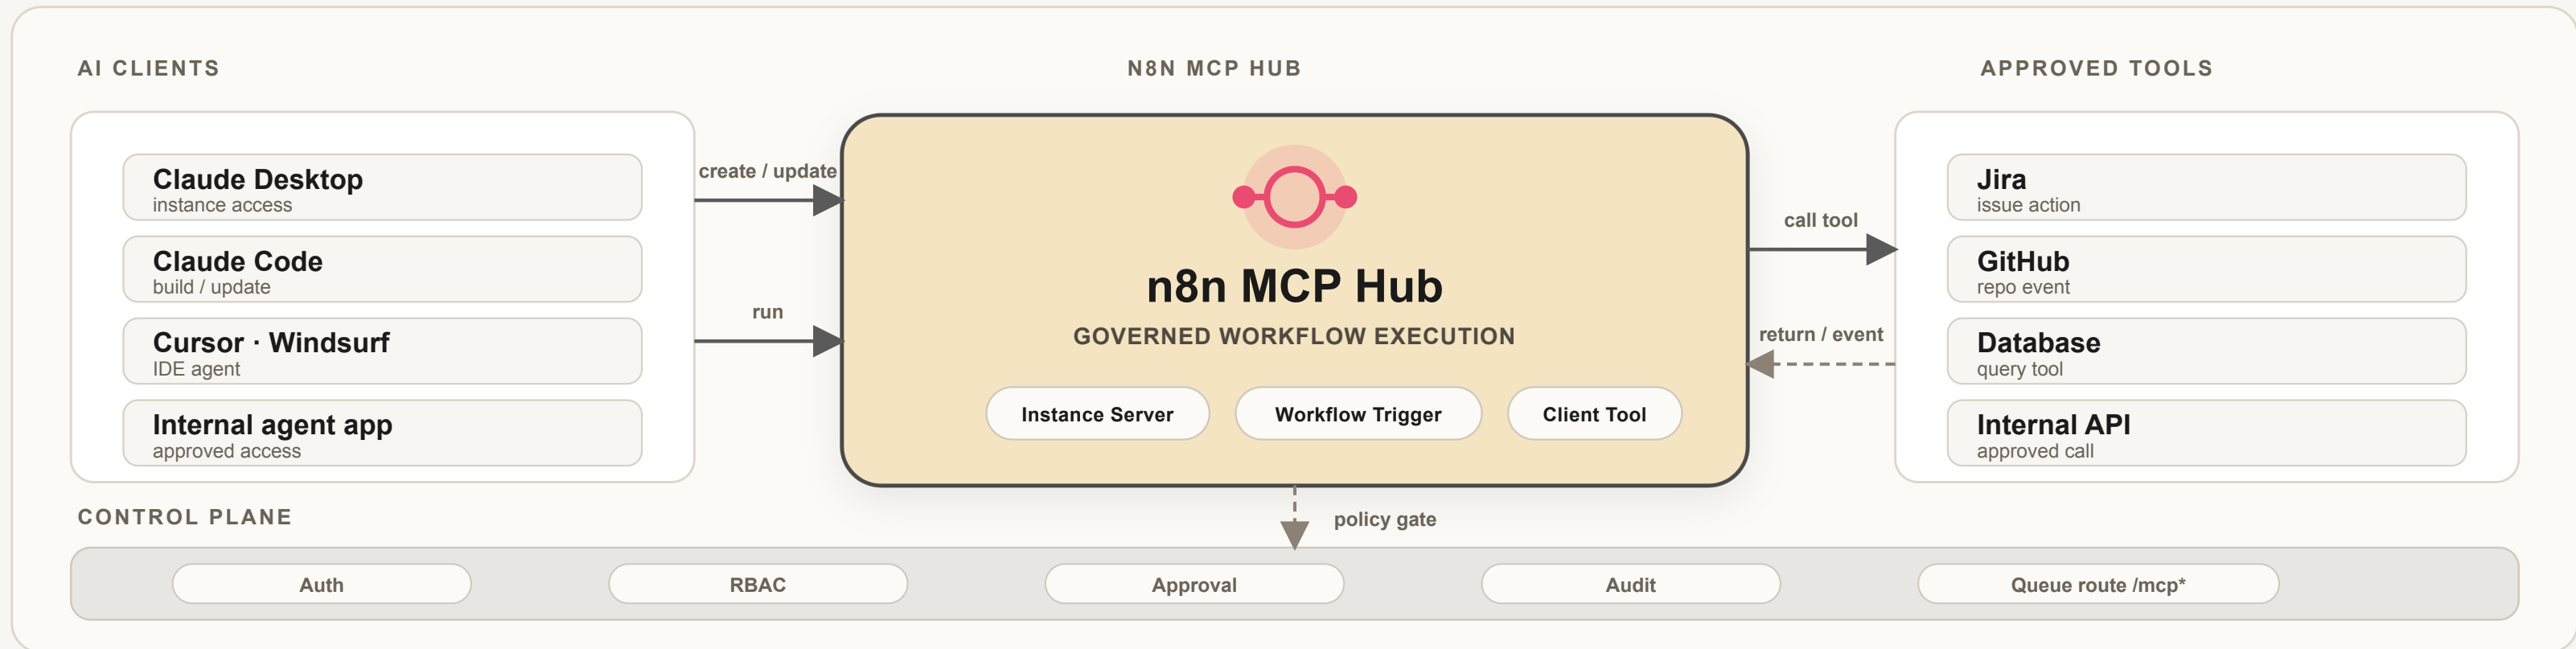 AI CLIENTS
N8N MCP HUB
APPROVED TOOLS
Claude Desktop
instance access
Claude Code
build / update
Cursor · Windsurf
IDE agent
Internal agent app
approved access
create / update
run
n8n MCP Hub
GOVERNED WORKFLOW EXECUTION
Instance Server
Workflow Trigger
Client Tool
call tool
return / event
Jira
issue action
GitHub
repo event
Database
query tool
Internal API
approved call
CONTROL PLANE
policy gate
Auth
RBAC
Approval
Audit
Queue route /mcp*